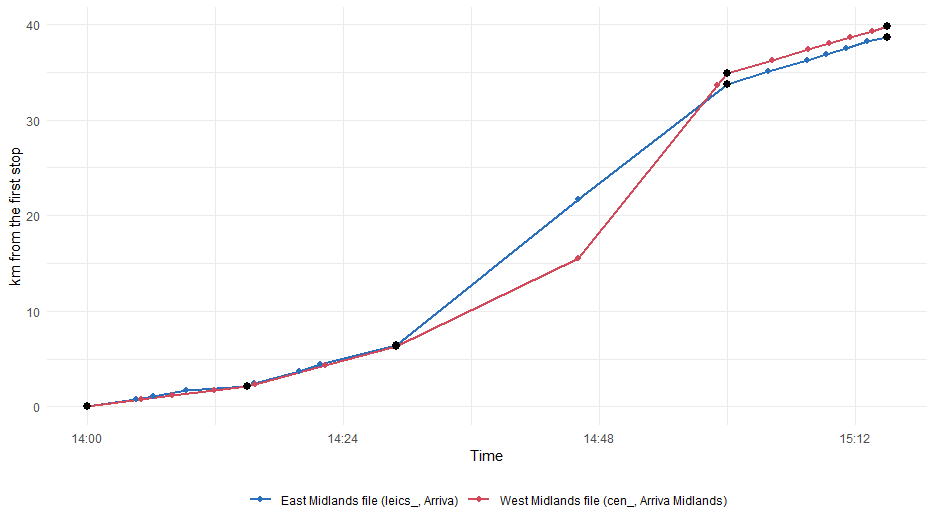 km from the first stop
40
30
20
10
0
14:00
14:24
14:48
15:12
Time
East Midlands file (leics_, Arriva)
West Midlands file (cen_, Arriva Midlands)